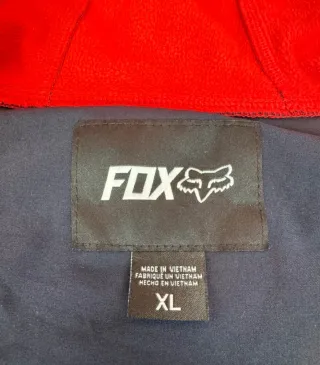 FOX
MADE IN VIETNAM
FABRIQUÉ UN VIETNAM
HECHO EN VIETNAM
XL